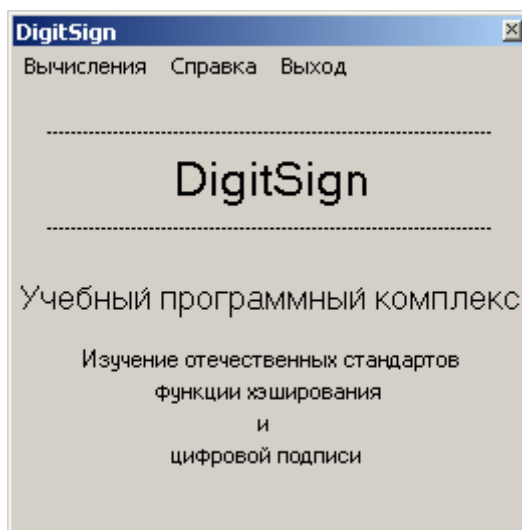 DigitSign
Вычисления Справка Выход
DigitSign
Учебный программный комплекс
Изучение отечественных стандартов
функции хэширования
и
цифровой подписи